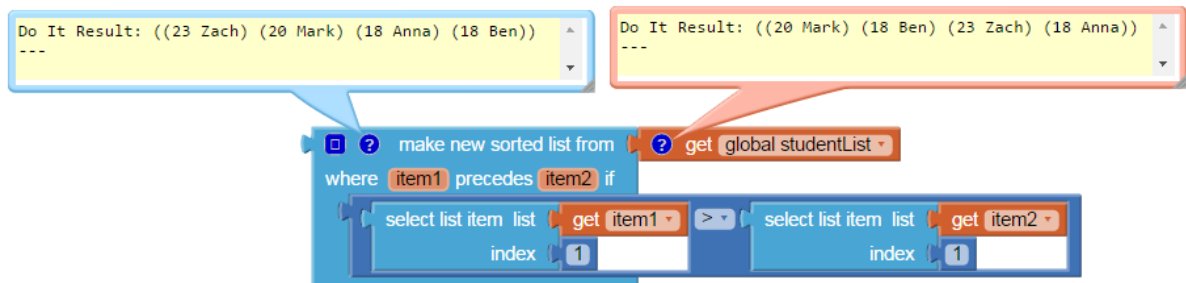 Do It Result: ((23 Zach) (20 Mark) (18 Anna) (18 Ben))
---
Do It Result: ((20 Mark) (18 Ben) (23 Zach) (18 Anna))
---
? make new sorted list from ? get global studentList
where item1 precedes item2 if
select list item list get item1 > select list item list get item2
index 1 index 1